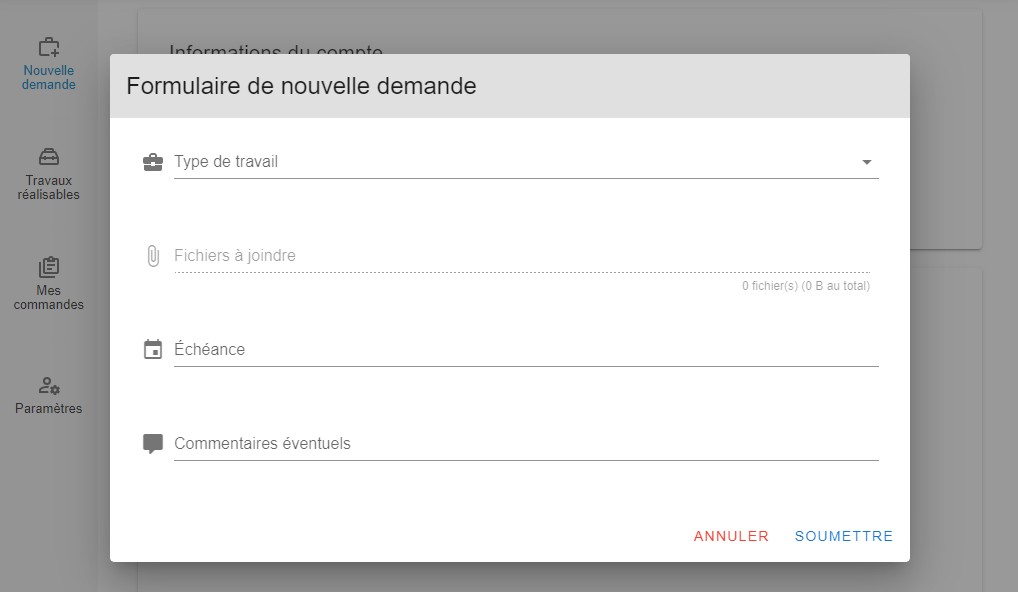 Nouvelle
demande
Travaux
réalisables
Mes
commandes
Paramètres
Informations du compte
Formulaire de nouvelle demande
Type de travail
Fichiers à joindre
0 fichier(s) (0 B au total)
Échéance
Commentaires éventuels
ANNULER SOUMETTRE